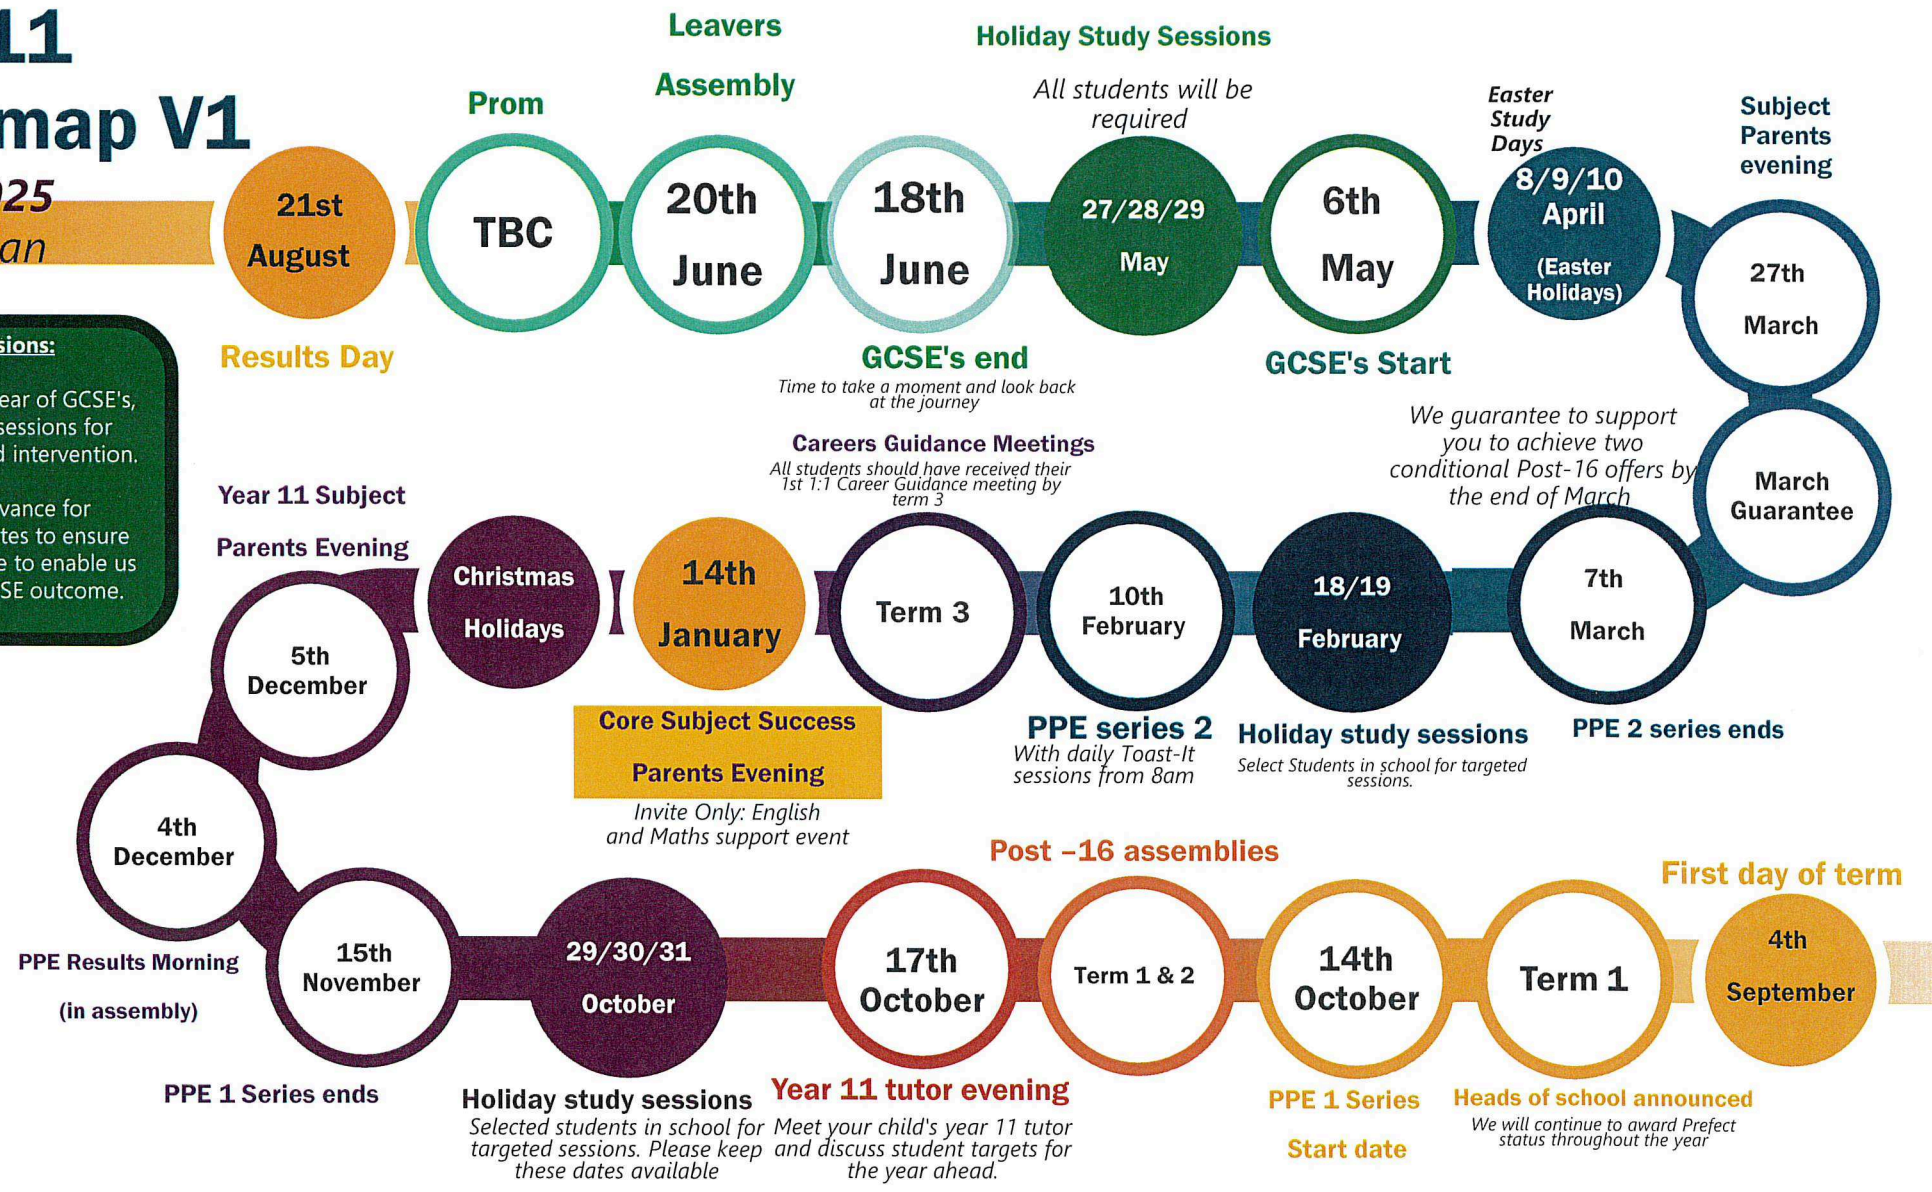 11
map V1
025
an
sions:
ear of GCSE's,
sessions for
d intervention.
vance for
tes to ensure
e to enable us
SE outcome.
21st
August
Results Day
Prom
TBC
Leavers
Assembly
20th
June
18th
June
GCSE's end
Time to take a moment and look back
at the journey
Holiday Study Sessions
All students will be
required
27/28/29
May
6th
May
GCSE's Start
Easter
Study
Days
8/9/10
April
(Easter
Holidays)
Subject
Parents
evening
27th
March
We guarantee to support
you to achieve two
conditional Post-16 offers by
the end of March
March
Guarantee
Year 11 Subject
Parents Evening
5th
December
Christmas
Holidays
14th
January
Core Subject Success
Parents Evening
Invite Only: English
and Maths support event
Careers Guidance Meetings
All students should have received their
1st 1:1 Career Guidance meeting by
term 3
Term 3
10th
February
PPE series 2
With daily Toast-It
sessions from 8am
18/19
February
Holiday study sessions
Select Students in school for targeted
sessions.
7th
March
PPE 2 series ends
4th
December
PPE Results Morning
(in assembly)
15th
November
PPE 1 Series ends
29/30/31
October
Holiday study sessions
Selected students in school for
targeted sessions. Please keep
these dates available
17th
October
Year 11 tutor evening
Meet your child's year 11 tutor
and discuss student targets for
the year ahead.
Post –16 assemblies
Term 1 & 2
14th
October
PPE 1 Series
Start date
Term 1
Heads of school announced
We will continue to award Prefect
status throughout the year
First day of term
4th
September